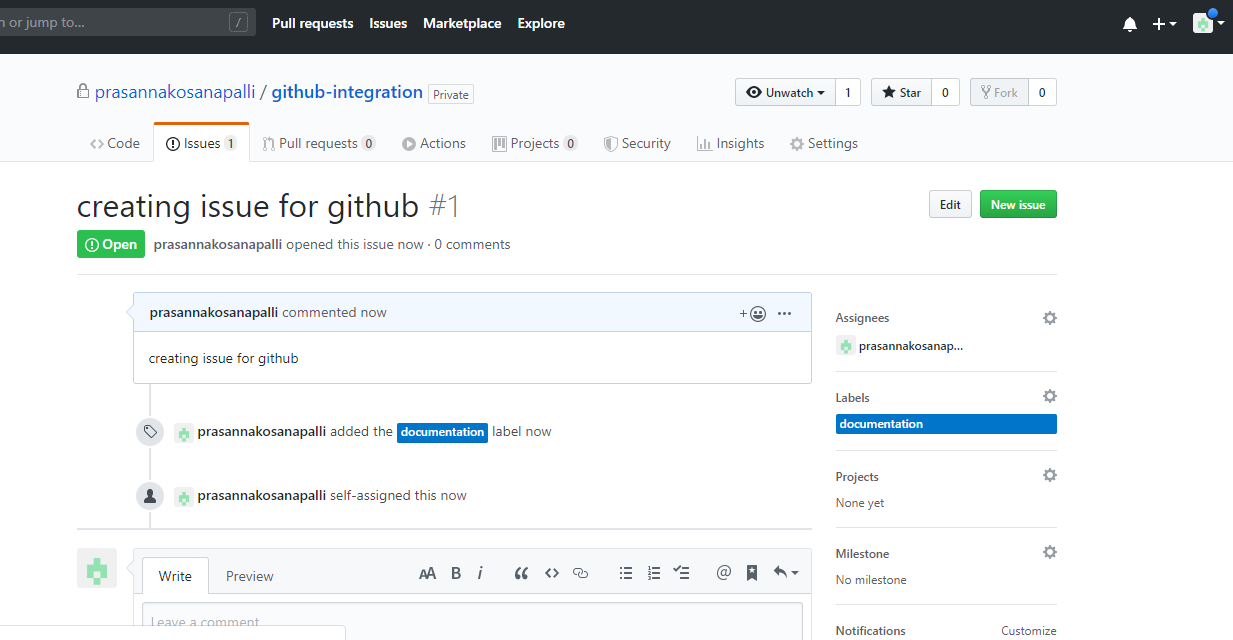 or jump to... /
Pull requests Issues Marketplace Explore
prasannakosanapalli / github-integration Private
Unwatch 1 Star 0 Fork 0
Code Issues 1 Pull requests 0 Actions Projects 0 Security Insights Settings
creating issue for github #1
Edit New issue
Open prasannakosanapalli opened this issue now · 0 comments
prasannakosanapalli commented now
creating issue for github
prasannakosanapalli added the documentation label now
prasannakosanapalli self-assigned this now
Write Preview
AA B i
Leave a comment
Assignees
prasannakosanap...
Labels
documentation
Projects
None yet
Milestone
No milestone
Notifications Customize